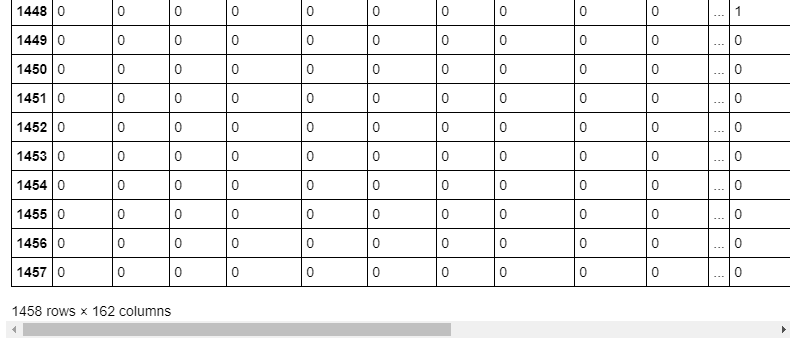 1448 0 0 0 0 0 0 0 0 0 0 ... 1
1449 0 0 0 0 0 0 0 0 0 0 ... 0
1450 0 0 0 0 0 0 0 0 0 0 ... 0
1451 0 0 0 0 0 0 0 0 0 0 ... 0
1452 0 0 0 0 0 0 0 0 0 0 ... 0
1453 0 0 0 0 0 0 0 0 0 0 ... 0
1454 0 0 0 0 0 0 0 0 0 0 ... 0
1455 0 0 0 0 0 0 0 0 0 0 ... 0
1456 0 0 0 0 0 0 0 0 0 0 ... 0
1457 0 0 0 0 0 0 0 0 0 0 ... 0
1458 rows × 162 columns